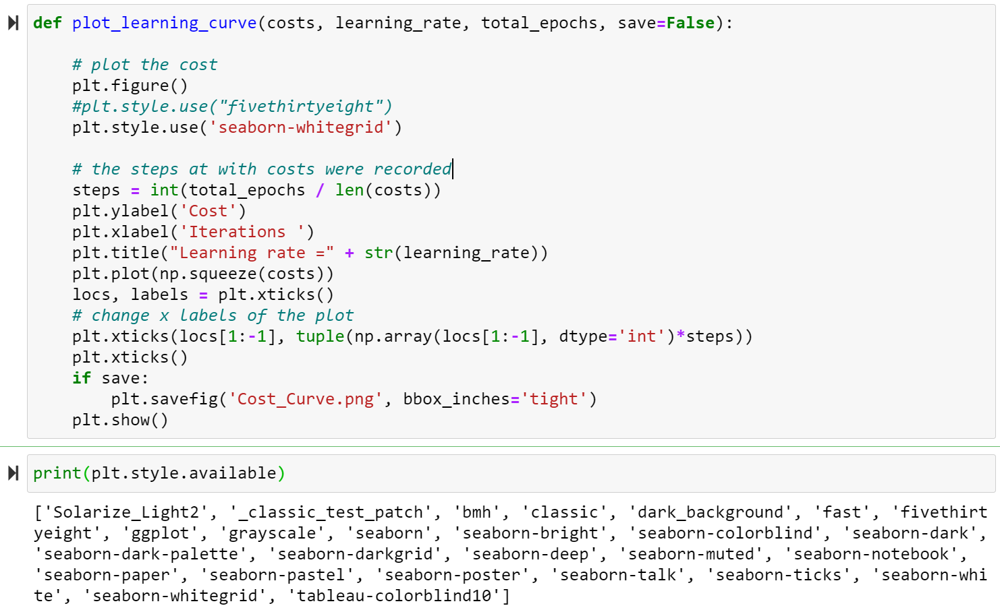 def plot_learning_curve(costs, learning_rate, total_epochs, save=False):
# plot the cost
plt.figure()
#plt.style.use("fivethirtyeight")
plt.style.use('seaborn-whitegrid')
# the steps at with costs were recorded
steps = int(total_epochs / len(costs))
plt.ylabel('Cost')
plt.xlabel('Iterations ')
plt.title("Learning rate =" + str(learning_rate))
plt.plot(np.squeeze(costs))
locs, labels = plt.xticks()
# change x labels of the plot
plt.xticks(locs[1:-1], tuple(np.array(locs[1:-1], dtype='int')*steps))
plt.xticks()
if save:
plt.savefig('Cost_Curve.png', bbox_inches='tight')
plt.show()
print(plt.style.available)
['Solarize_Light2', '_classic_test_patch', 'bmh', 'classic', 'dark_background', 'fast', 'fivethirt
yeight', 'ggplot', 'grayscale', 'seaborn', 'seaborn-bright', 'seaborn-colorblind', 'seaborn-dark',
'seaborn-dark-palette', 'seaborn-darkgrid', 'seaborn-deep', 'seaborn-muted', 'seaborn-notebook',
'seaborn-paper', 'seaborn-pastel', 'seaborn-poster', 'seaborn-talk', 'seaborn-ticks', 'seaborn-whi
te', 'seaborn-whitegrid', 'tableau-colorblind10']